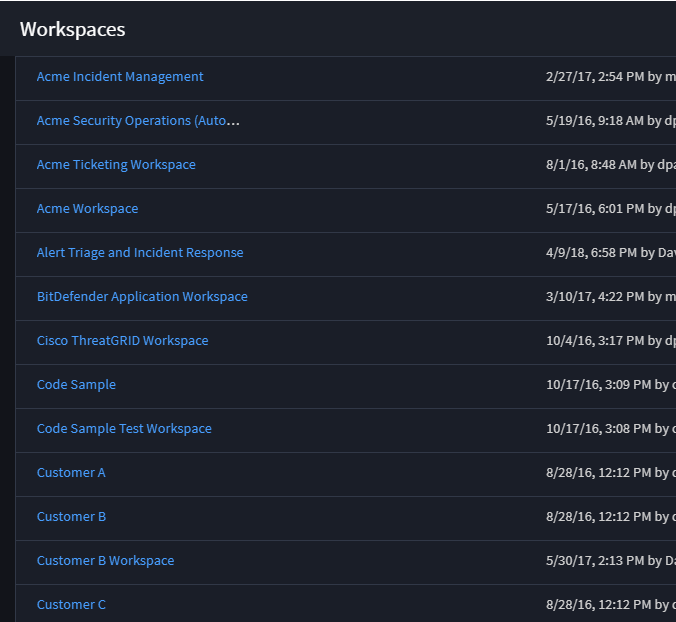 Workspaces
Acme Incident Management 2/27/17, 2:54 PM by m
Acme Security Operations (Auto... 5/19/16, 9:18 AM by dp
Acme Ticketing Workspace 8/1/16, 8:48 AM by dpa
Acme Workspace 5/17/16, 6:01 PM by dp
Alert Triage and Incident Response 4/9/18, 6:58 PM by Dav
BitDefender Application Workspace 3/10/17, 4:22 PM by m
Cisco ThreatGRID Workspace 10/4/16, 3:17 PM by dp
Code Sample 10/17/16, 3:09 PM by d
Code Sample Test Workspace 10/17/16, 3:08 PM by d
Customer A 8/28/16, 12:12 PM by d
Customer B 8/28/16, 12:12 PM by d
Customer B Workspace 5/30/17, 2:13 PM by Da
Customer C 8/28/16, 12:12 PM by d